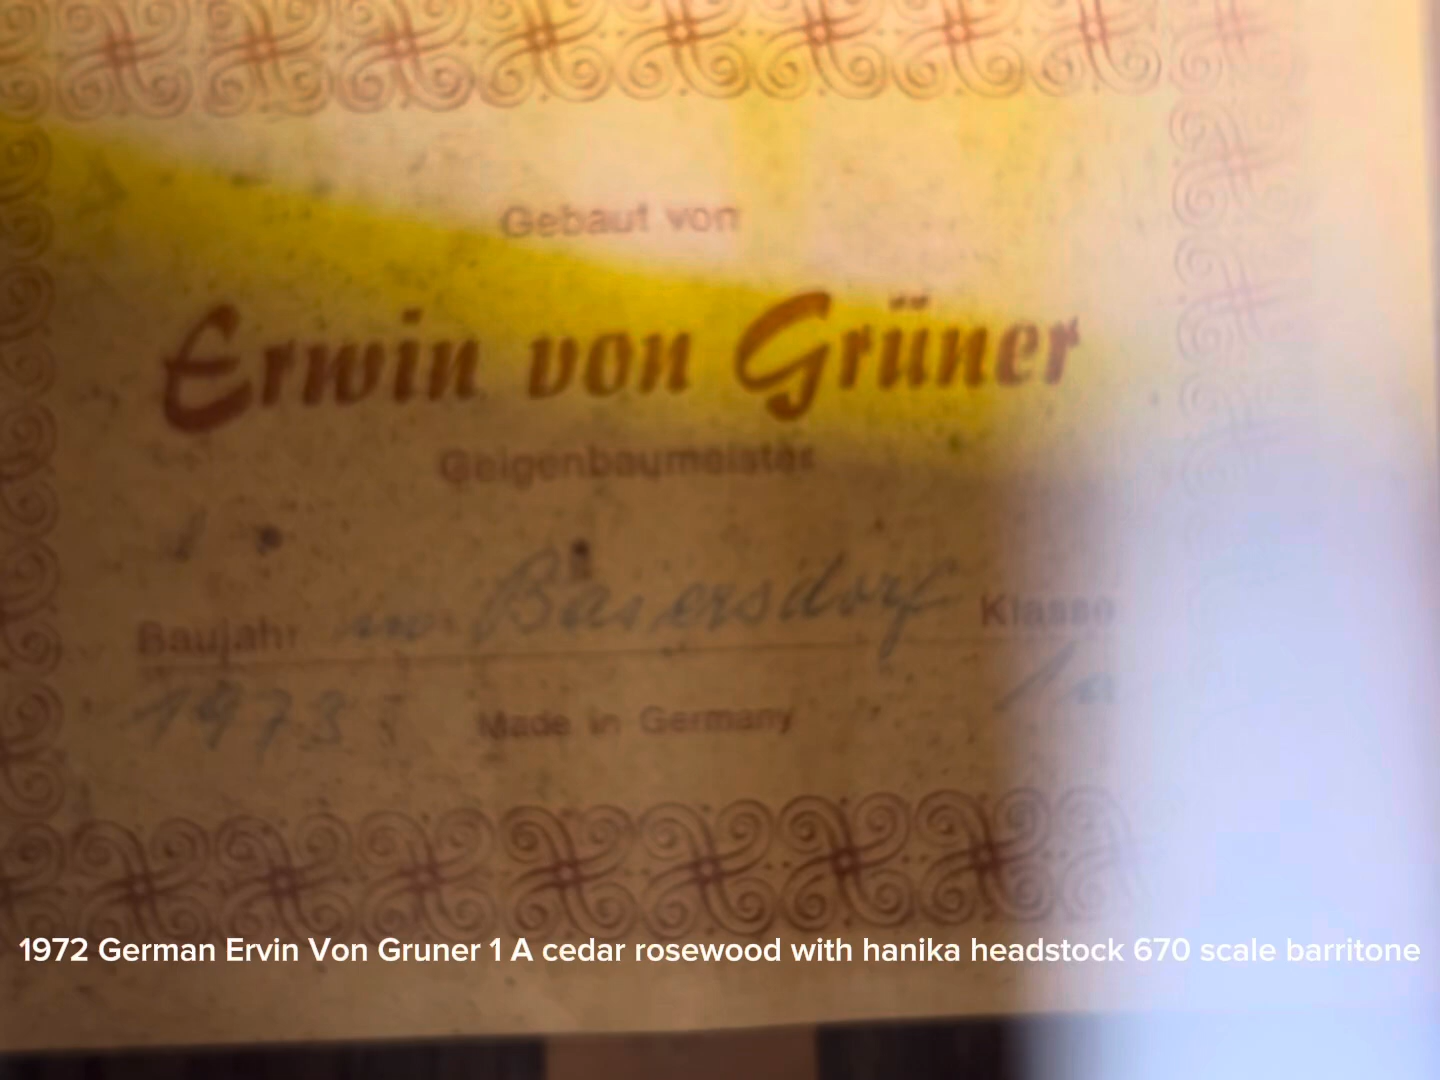 Gebaut von
Erwin von Grüner
Geigenbaumeister
Baujahr in Baiersdorf Klasse
1973 Made in Germany 1a
1972 German Ervin Von Gruner 1 A cedar rosewood with hanika headstock 670 scale barritone